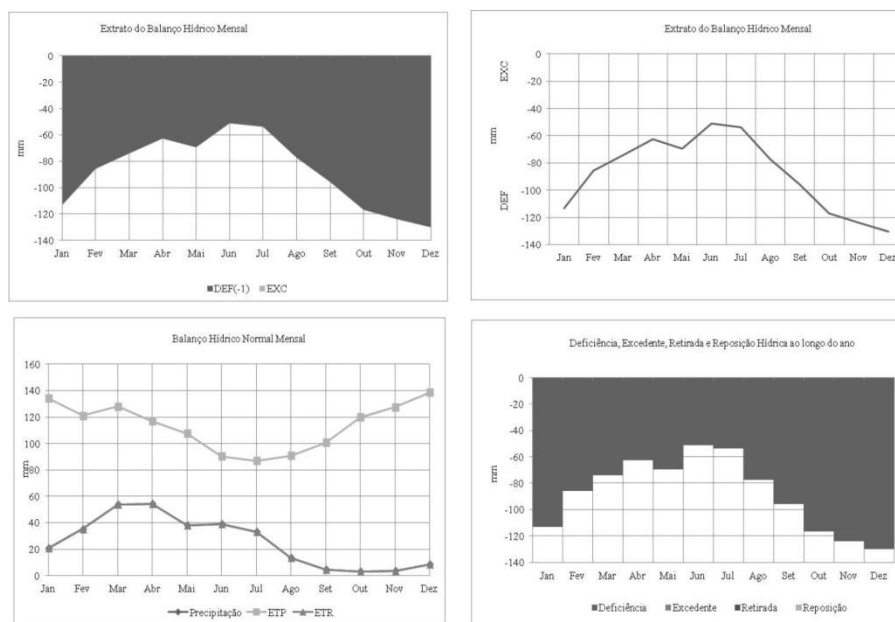 Extrato do Balanço Hídrico Mensal
0
-20
-40
-60
-80
-100
-120
-140
mm
Jan Fev Mar Abr Mai Jun Jul Ago Set Out Nov Dez
DEF(-1) EXC
Extrato do Balanço Hídrico Mensal
0
-20
-40
-60
-80
-100
-120
-140
EXC
mm
DEF
Jan Fev Mar Abr Mai Jun Jul Ago Set Out Nov Dez
Balanço Hídrico Normal Mensal
160
140
120
100
80
60
40
20
0
mm
Jan Fev Mar Abr Mai Jun Jul Ago Set Out Nov Dez
Precipitação ETP ETR
Deficiência, Excedente, Retirada e Reposição Hídrica ao longo do ano
0
-20
-40
-60
-80
-100
-120
-140
mm
Jan Fev Mar Abr Mai Jun Jul Ago Set Out Nov Dez
Deficiência Excedente Retirada Reposição